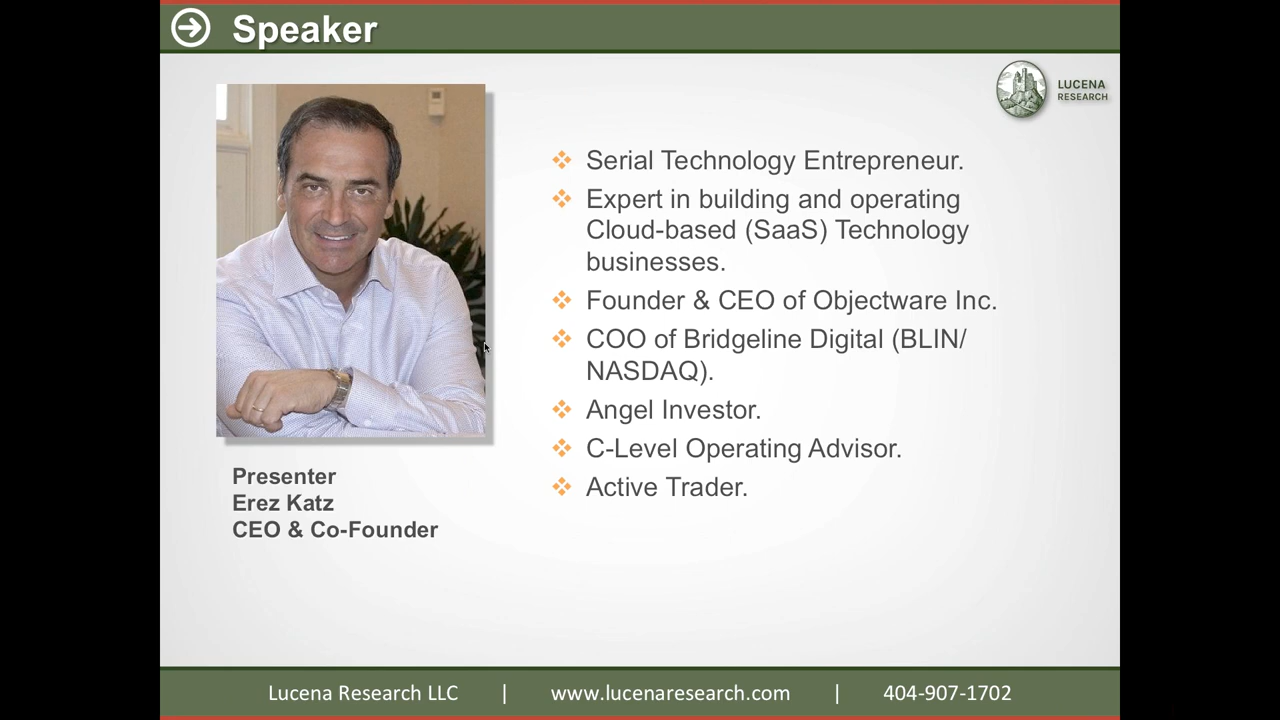 Speaker
LUCENA
RESEARCH
Serial Technology Entrepreneur.
Expert in building and operating
Cloud-based (SaaS) Technology
businesses.
Founder & CEO of Objectware Inc.
COO of Bridgeline Digital (BLIN/
NASDAQ).
Angel Investor.
C-Level Operating Advisor.
Active Trader.
Presenter
Erez Katz
CEO & Co-Founder
Lucena Research LLC | www.lucenaresearch.com | 404-907-1702